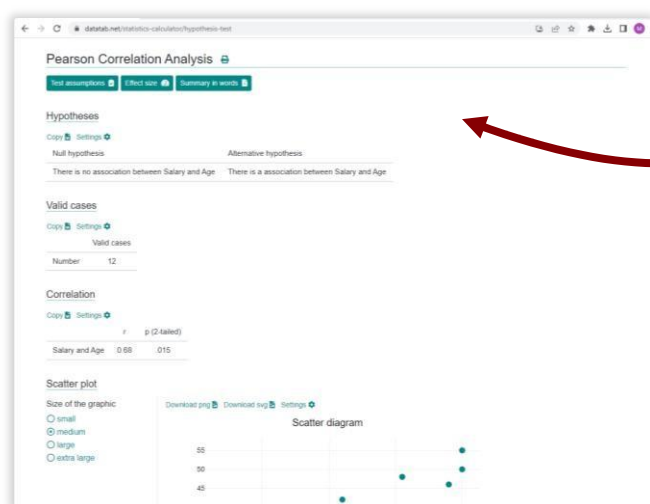 datatab.net/statistics-calculator/hypothesis-test
Pearson Correlation Analysis
Test assumptions Effect size Summary in words
Hypotheses
Copy Settings
Null hypothesis Alternative hypothesis
There is no association between Salary and Age There is a association between Salary and Age
Valid cases
Copy Settings
Valid cases
Number 12
Correlation
Copy Settings
r p (2-tailed)
Salary and Age 0.68 .015
Scatter plot
Size of the graphic
small
medium
large
extra large
Download png Download svg Settings
Scatter diagram
55
50
45